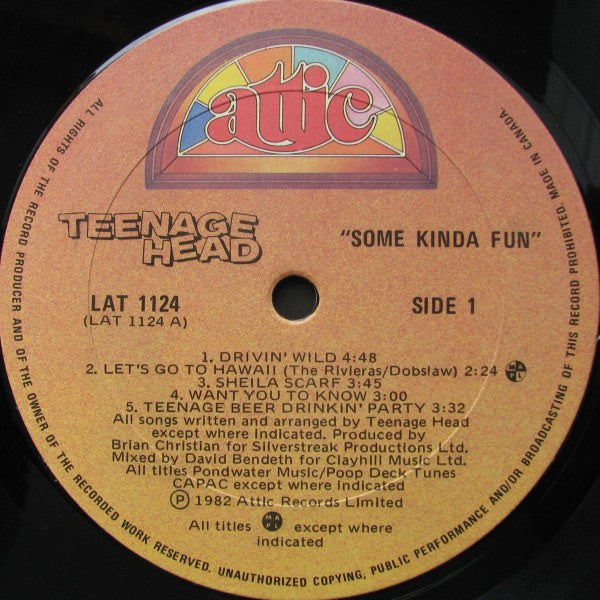 attic
TEENAGE
HEAD
"SOME KINDA FUN"
LAT 1124
(LAT 1124 A)
SIDE 1
1. DRIVIN' WILD 4:48
2. LET'S GO TO HAWAII (The Rivieras/Dobslaw) 2:24 MAPL
3. SHEILA SCARF 3:45
4. WANT YOU TO KNOW 3:00
5. TEENAGE BEER DRINKIN' PARTY 3:32
All songs written and arranged by Teenage Head
except where indicated. Produced by
Brian Christian for Silverstreak Productions Ltd.
Mixed by David Bendeth for Clayhill Music Ltd.
All titles Pondwater Music/Poop Deck Tunes
CAPAC except where indicated
Ⓟ 1982 Attic Records Limited
All titles MAPL except where
indicated
ALL RIGHTS OF THE RECORD PRODUCER AND OF THE OWNER OF THE RECORDED WORK RESERVED. UNAUTHORIZED COPYING, PUBLIC PERFORMANCE AND/OR BROADCASTING OF THIS RECORD PROHIBITED. MADE IN CANADA.